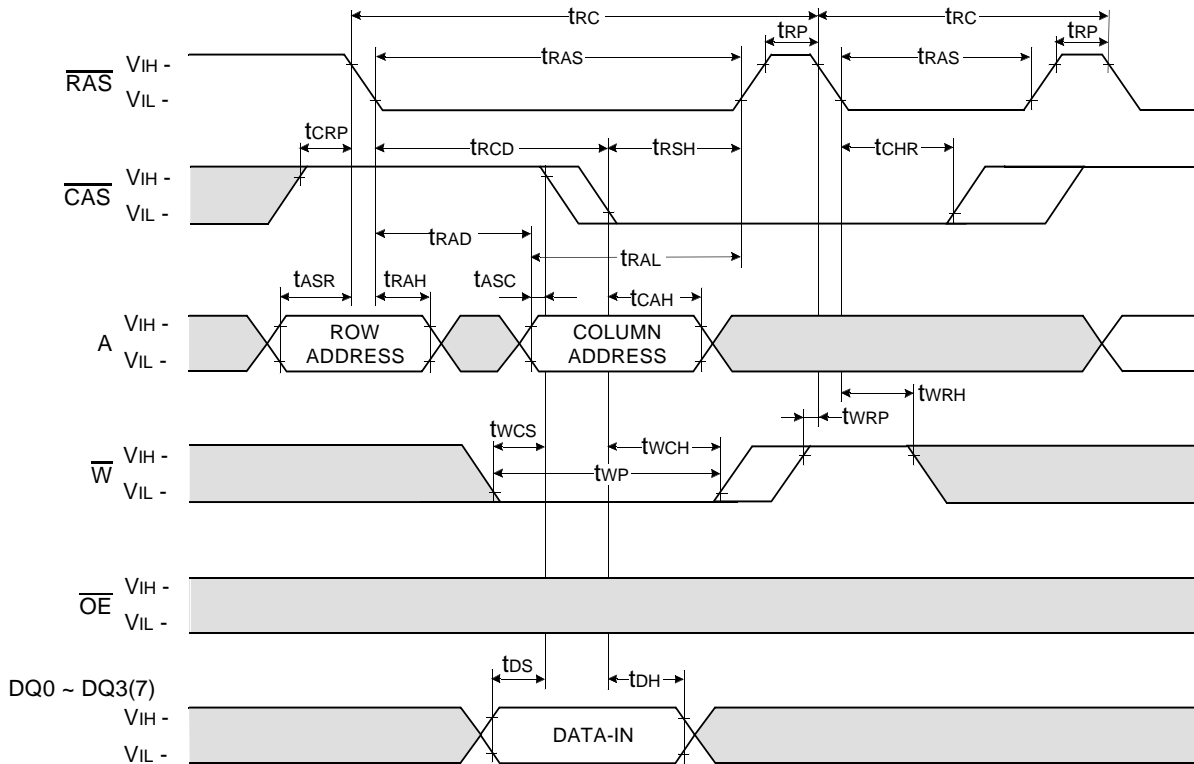 tRC tRC
tRP tRP
tRAS tRAS
RAS VIH -
VIL -
tCRP
tRCD tRSH tCHR
CAS VIH -
VIL -
tRAD
tRAL
tASR tRAH tASC
tCAH
A VIH -
VIL -
ROW ADDRESS
COLUMN ADDRESS
tWRH
tWRP
tWCS tWCH
tWP
W VIH -
VIL -
OE VIH -
VIL -
tDS tDH
DQ0 ~ DQ3(7)
VIH -
VIL -
DATA-IN